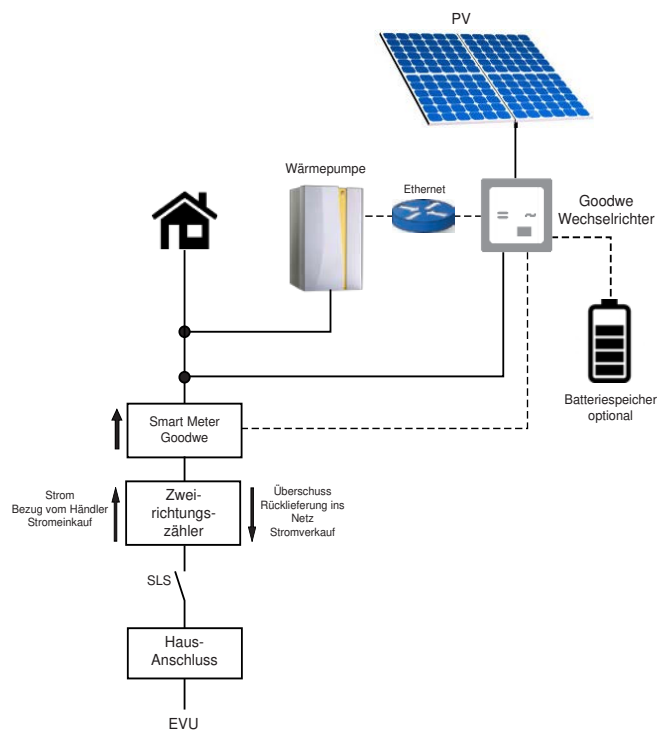 PV
Wärmepumpe
Ethernet
Goodwe
Wechselrichter
= ~
Batteriespeicher
optional
Smart Meter
Goodwe
Strom
Bezug vom Händler
Stromeinkauf
Zwei-
richtungs-
zähler
Überschuss
Rücklieferung ins
Netz
Stromverkauf
SLS
Haus-
Anschluss
EVU